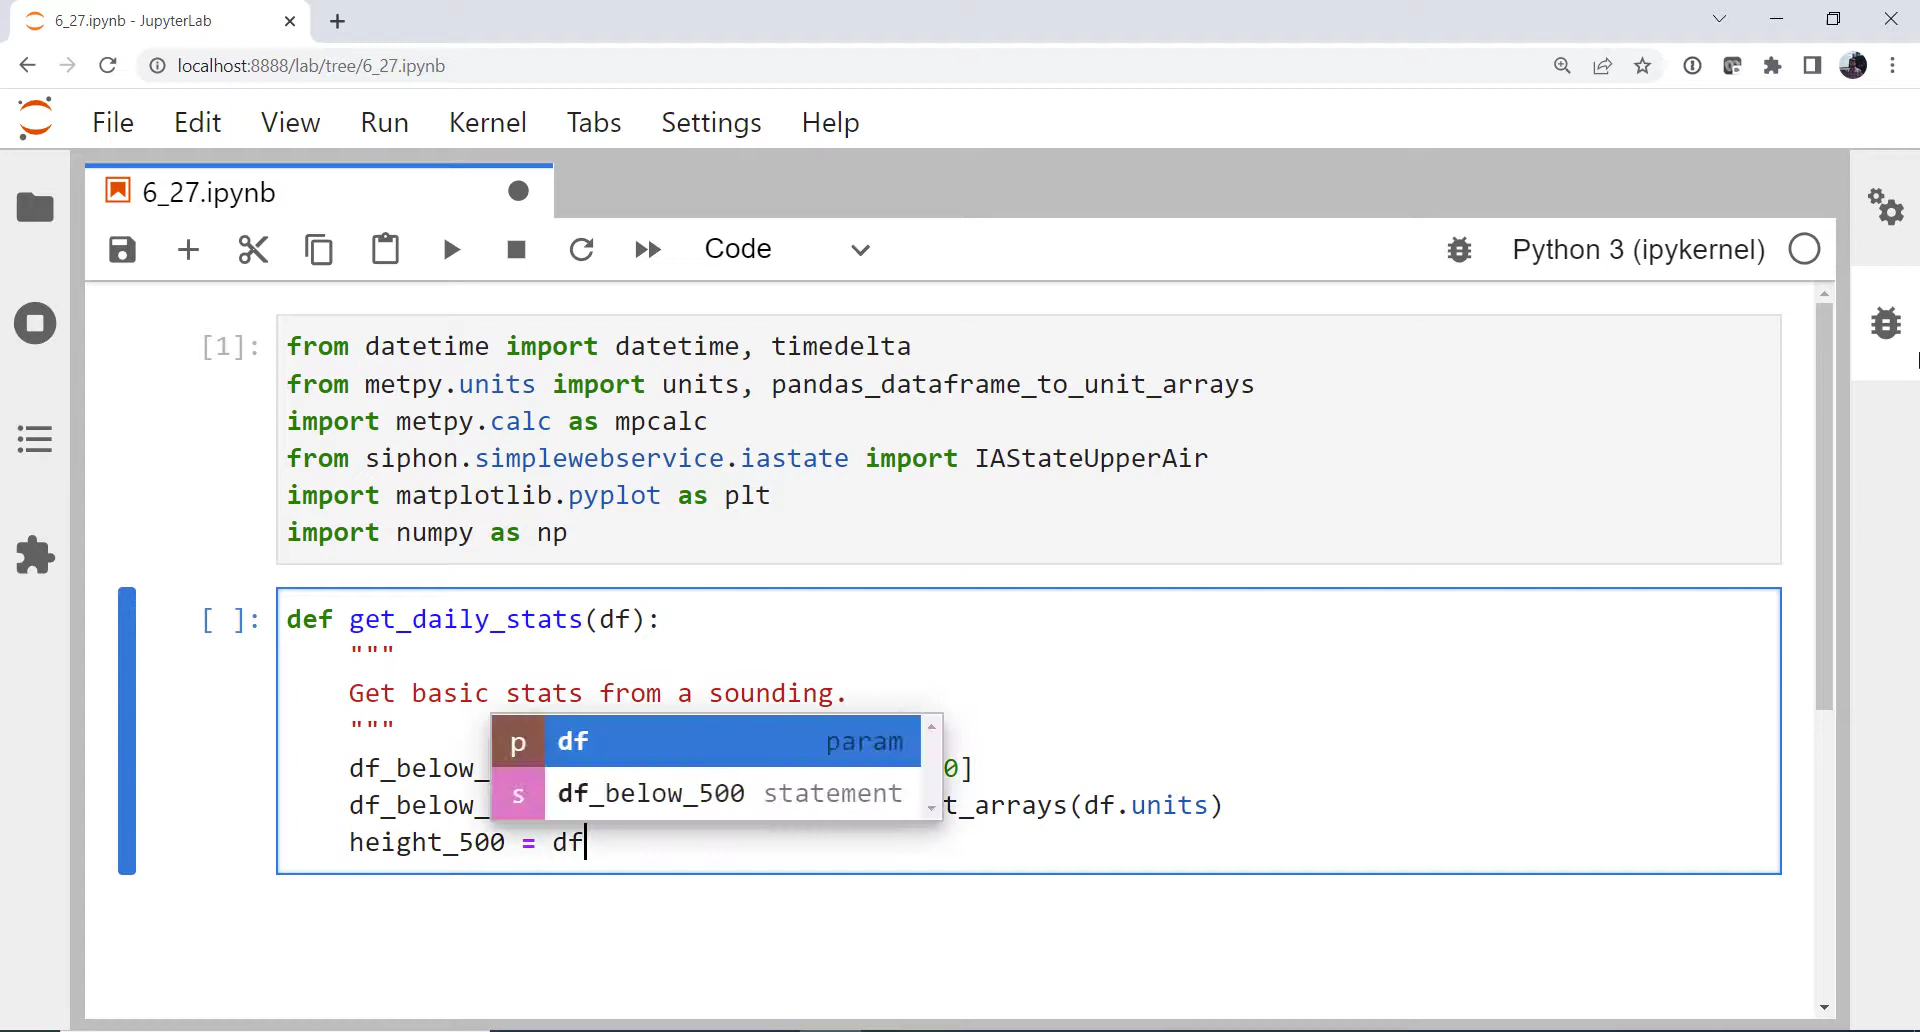 6_27.ipynb - JupyterLab
localhost:8888/lab/tree/6_27.ipynb
File Edit View Run Kernel Tabs Settings Help
6_27.ipynb
Code
Python 3 (ipykernel)
[1]:
from datetime import datetime, timedelta
from metpy.units import units, pandas_dataframe_to_unit_arrays
import metpy.calc as mpcalc
from siphon.simplewebservice.iastate import IAStateUpperAir
import matplotlib.pyplot as plt
import numpy as np
[ ]:
def get_daily_stats(df):
"""
Get basic stats from a sounding.
"""
p df param
df_below_ 0]
s df_below_500 statement
df_below_ t_arrays(df.units)
height_500 = df